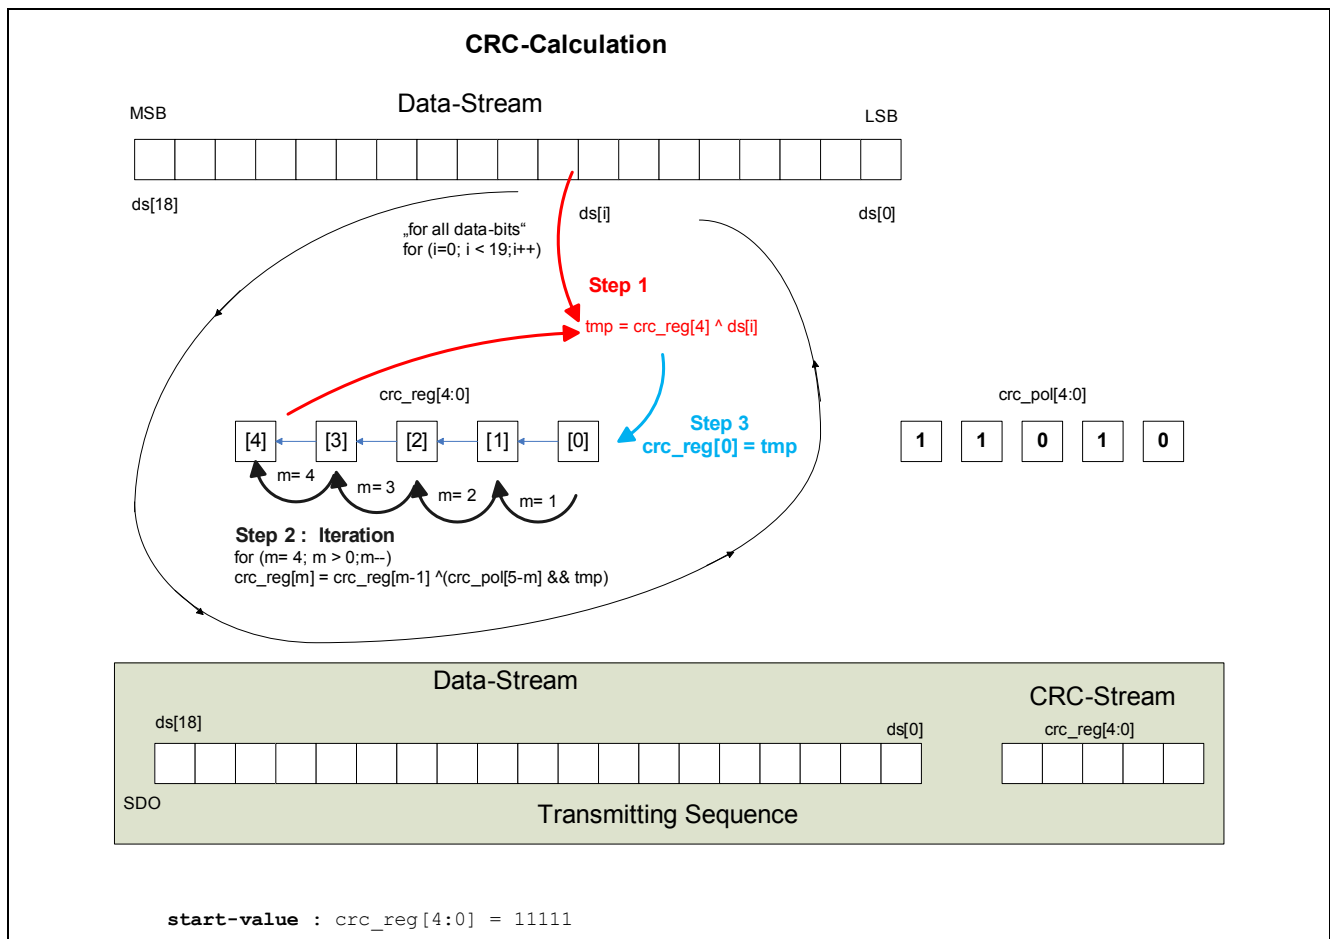 CRC-Calculation
Data-Stream
MSB
LSB
ds[18]
ds[i]
ds[0]
„for all data-bits“
for (i=0; i < 19;i++)
Step 1
tmp = crc_reg[4] ^ ds[i]
crc_reg[4:0]
crc_pol[4:0]
[4] [3] [2] [1] [0]
Step 3
crc_reg[0] = tmp
1 1 0 1 0
m= 4
m= 3
m= 2
m= 1
Step 2 : Iteration
for (m= 4; m > 0;m--)
crc_reg[m] = crc_reg[m-1] ^(crc_pol[5-m] && tmp)
Data-Stream
CRC-Stream
ds[18]
ds[0]
crc_reg[4:0]
SDO
Transmitting Sequence
start-value : crc_reg[4:0] = 11111